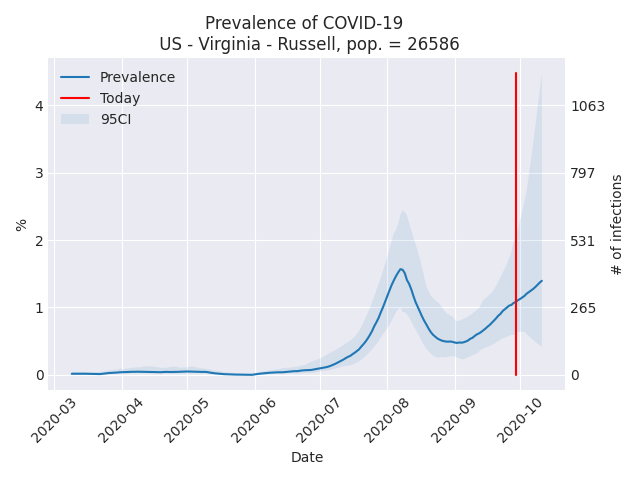 Prevalence of COVID-19
US - Virginia - Russell, pop. = 26586
Prevalence
Today
95CI
4
3
2
1
0
%
1063
797
531
265
0
# of infections
2020-03
2020-04
2020-05
2020-06
2020-07
2020-08
2020-09
2020-10
Date